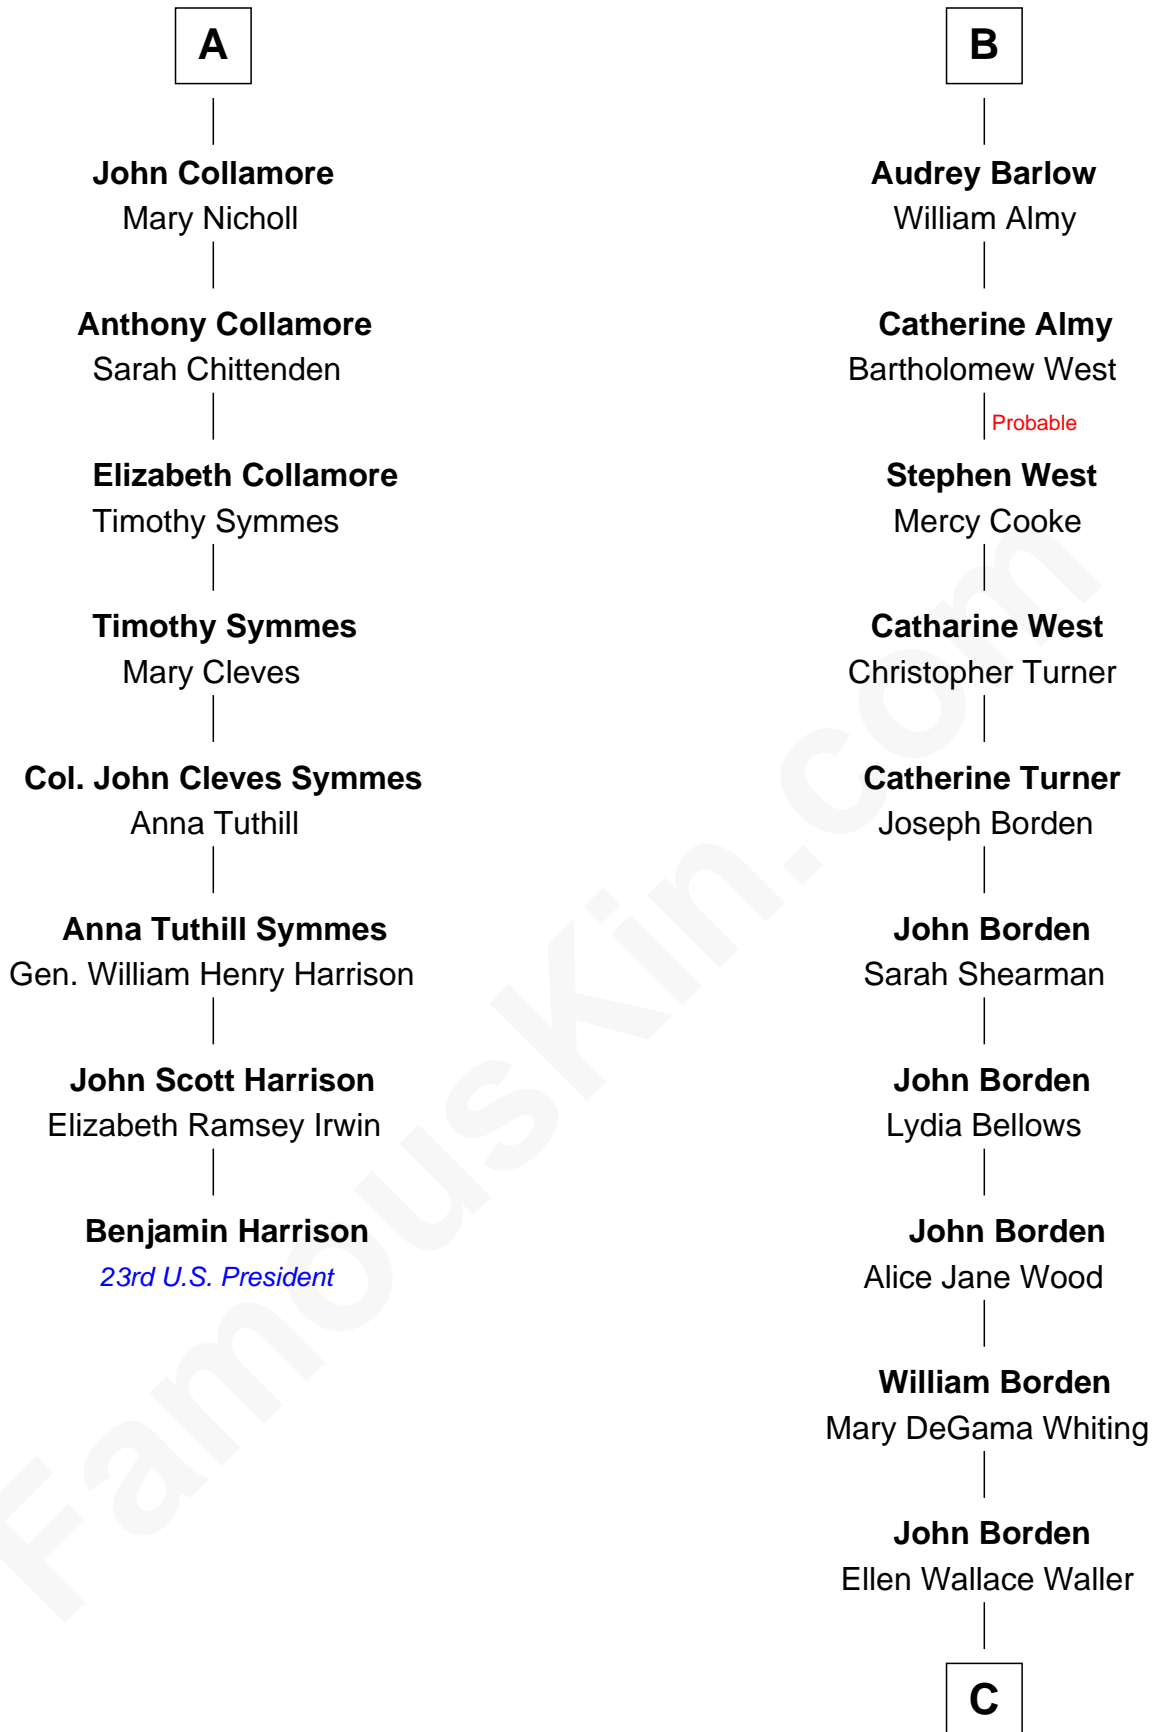 A
John Collamore
Mary Nicholl
Anthony Collamore
Sarah Chittenden
Elizabeth Collamore
Timothy Symmes
Timothy Symmes
Mary Cleves
Col. John Cleves Symmes
Anna Tuthill
Anna Tuthill Symmes
Gen. William Henry Harrison
John Scott Harrison
Elizabeth Ramsey Irwin
Benjamin Harrison
23rd U.S. President
B
Audrey Barlow
William Almy
Catherine Almy
Bartholomew West
Probable
Stephen West
Mercy Cooke
Catharine West
Christopher Turner
Catherine Turner
Joseph Borden
John Borden
Sarah Shearman
John Borden
Lydia Bellows
John Borden
Alice Jane Wood
William Borden
Mary DeGama Whiting
John Borden
Ellen Wallace Waller
C
FamousKin.com